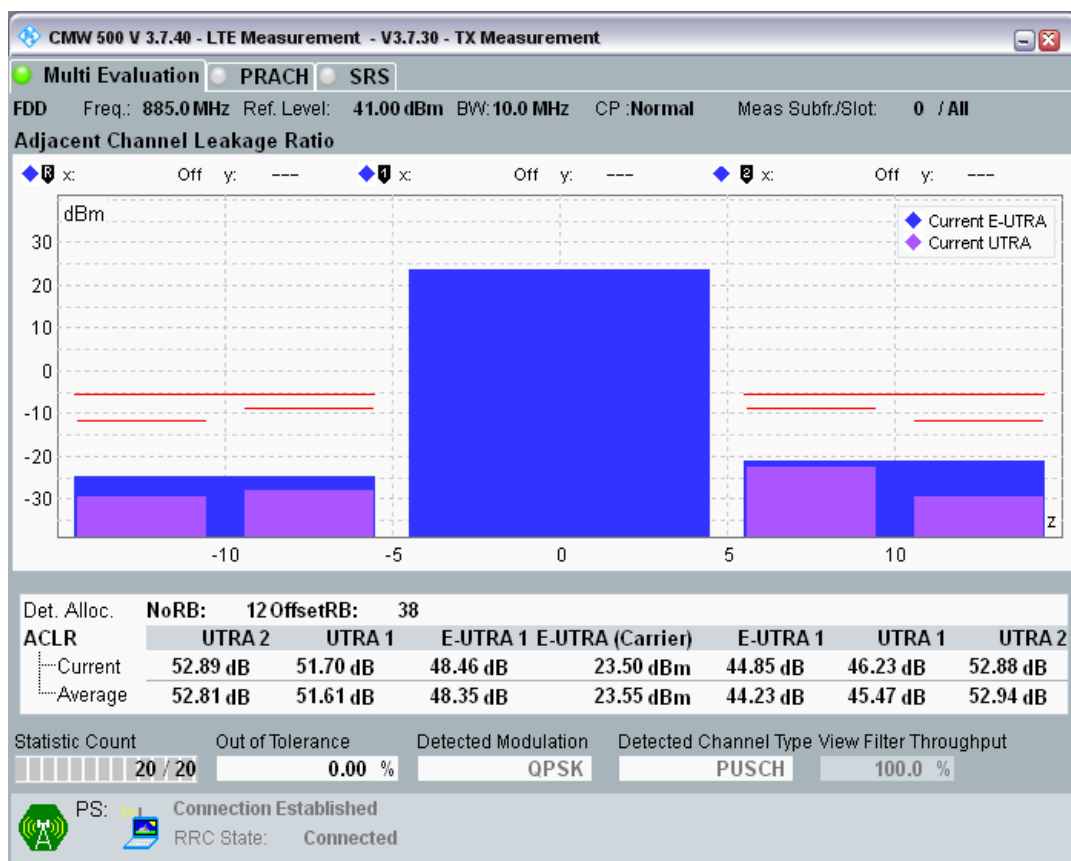 CMW 500 V 3.7.40 - LTE Measurement - V3.7.30 - TX Measurement
Multi Evaluation PRACH SRS
FDD Freq.: 885.0 MHz Ref. Level: 41.00 dBm BW: 10.0 MHz CP :Normal Meas Subfr./Slot: 0 / All
Adjacent Channel Leakage Ratio
R x: Off y: --- 1 x: Off y: --- 2 x: Off y: ---
dBm
Current E-UTRA
Current UTRA
30
20
10
0
-10
-20
-30
z
-10 -5 0 5 10
Det. Alloc. NoRB: 12 OffsetRB: 38
ACLR UTRA 2 UTRA 1 E-UTRA 1 E-UTRA (Carrier) E-UTRA 1 UTRA 1 UTRA 2
Current 52.89 dB 51.70 dB 48.46 dB 23.50 dBm 44.85 dB 46.23 dB 52.88 dB
Average 52.81 dB 51.61 dB 48.35 dB 23.55 dBm 44.23 dB 45.47 dB 52.94 dB
Statistic Count Out of Tolerance Detected Modulation Detected Channel Type View Filter Throughput
20 / 20 0.00 % QPSK PUSCH 100.0 %
PS: Connection Established
RRC State: Connected